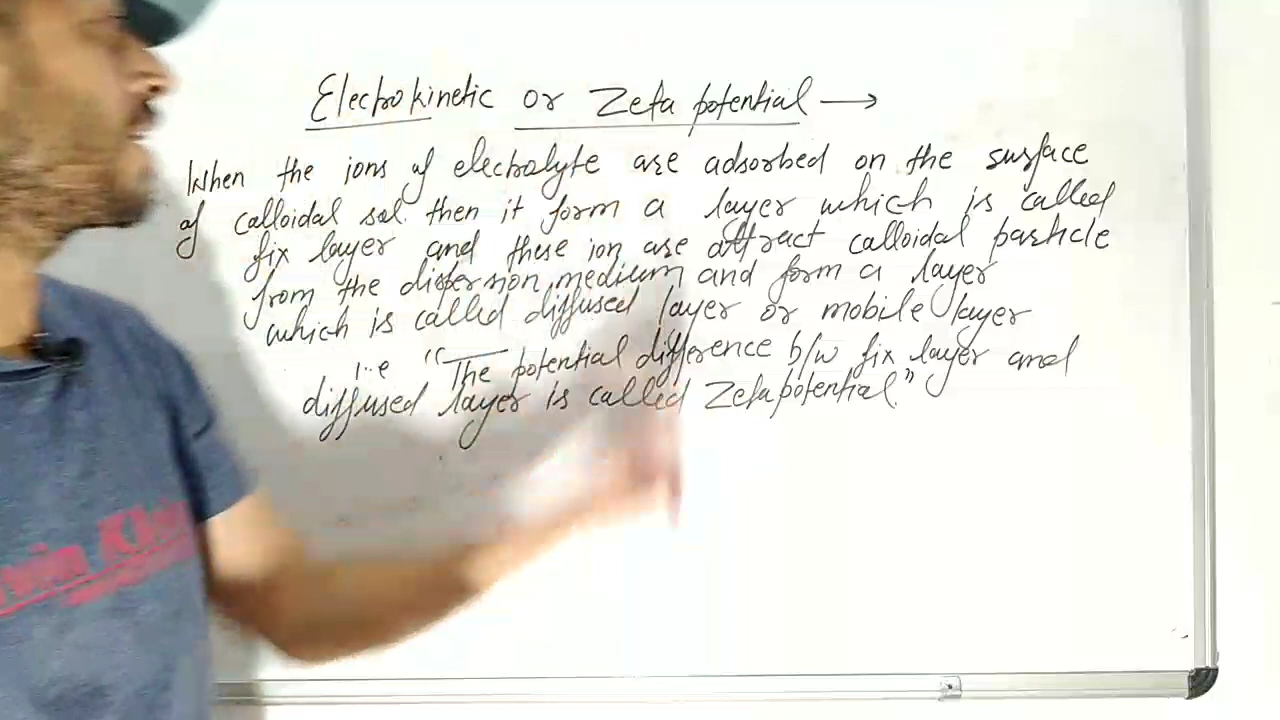 Electrokinetic or Zeta potential →
When the ions of electrolyte are adsorbed on the surface
of calloidal sol. then it form a layer which is called
fix layer and these ion are attract calloidal particle
from the dispersion medium and form a layer
which is called diffused layer or mobile layer
i.e "The potential difference b/w fix layer and
diffused layer is called Zeta potential."